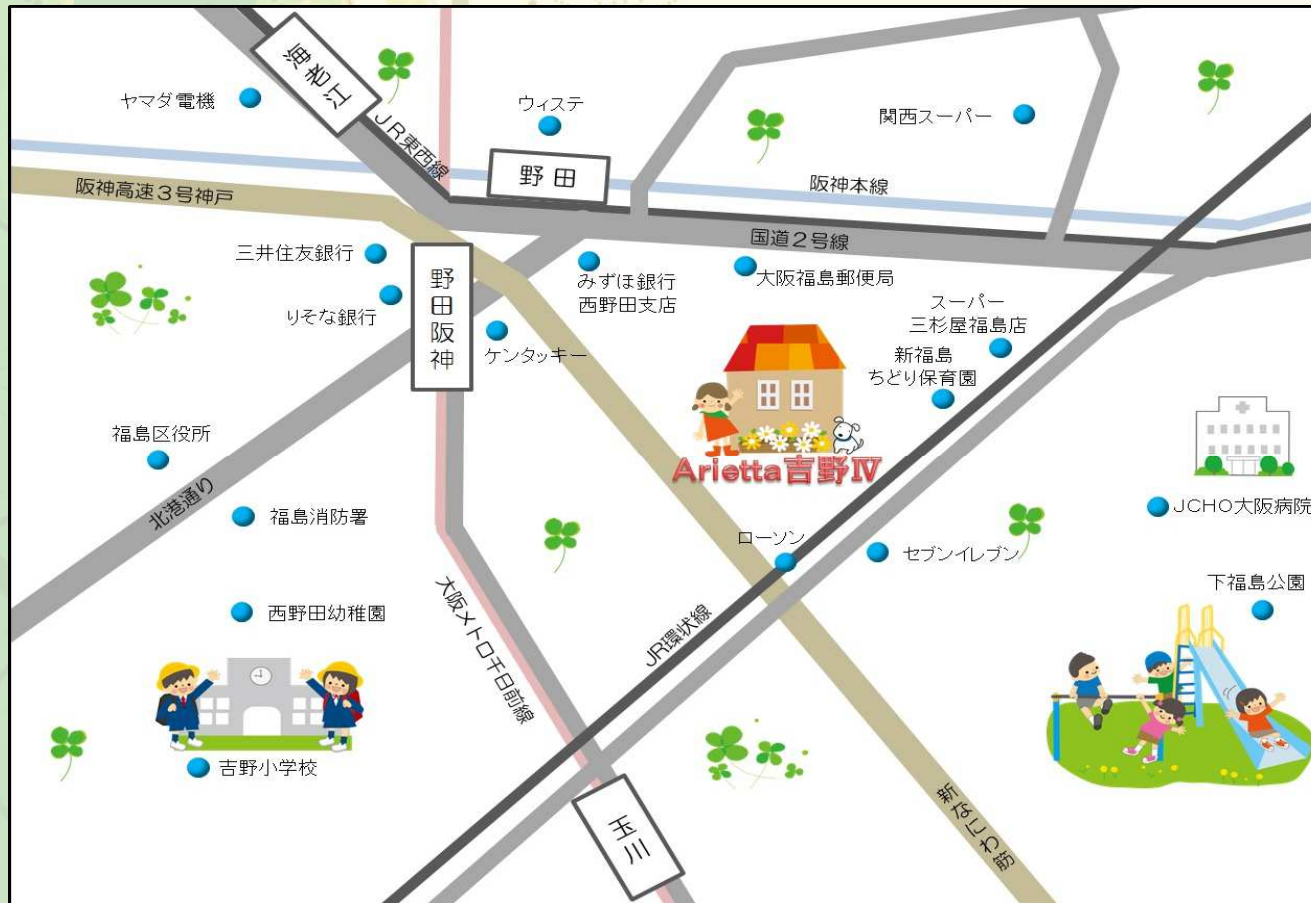 海老江
ヤマダ電機
ウィステ
関西スーパー
JR東西線
野田
阪神本線
阪神高速3号神戸
国道2号線
三井住友銀行
りそな銀行
野田阪神
みずほ銀行
西野田支店
大阪福島郵便局
ケンタッキー
スーパー
三杉屋福島店
新福島
ちどり保育園
Arietta吉野Ⅳ
福島区役所
北港通り
福島消防署
JCHO大阪病院
ローソン
セブンイレブン
西野田幼稚園
大阪メトロ千日前線
JR環状線
下福島公園
吉野小学校
玉川
新なにわ筋